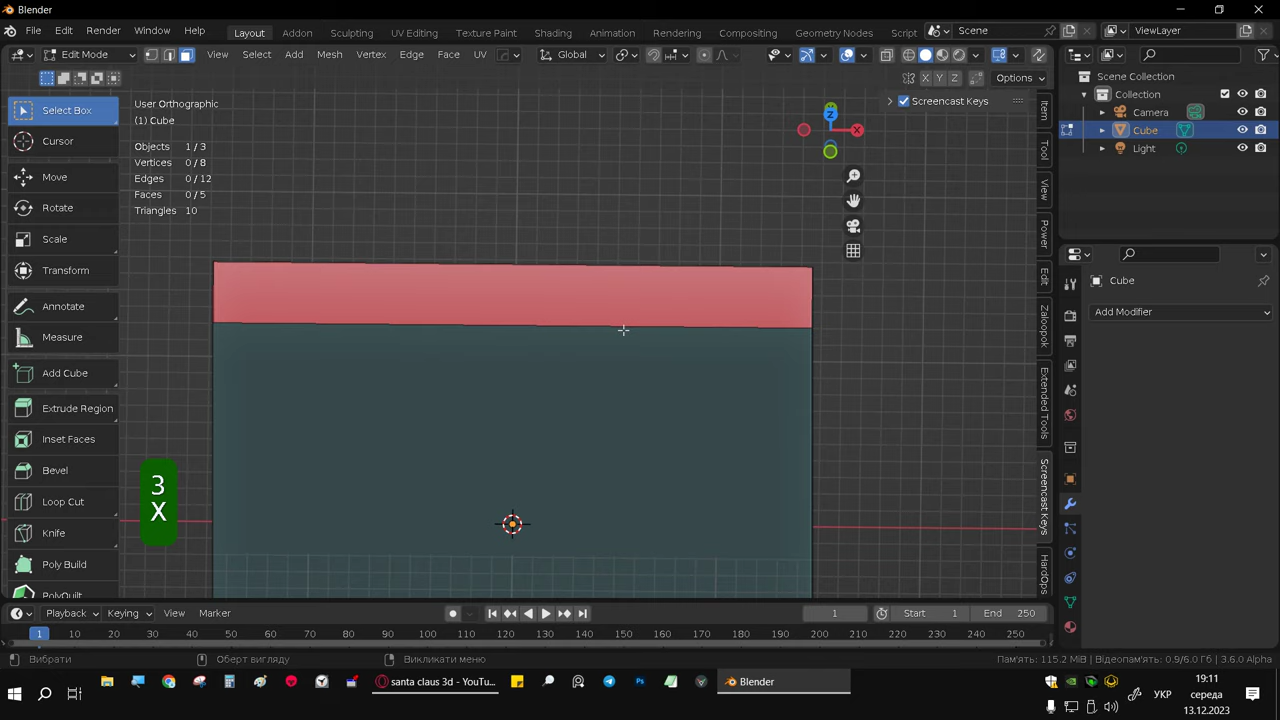 Blender
File Edit Render Window Help Layout Addon Sculpting UV Editing Texture Paint Shading Animation Rendering Compositing Geometry Nodes Script Scene ViewLayer
Edit Mode View Select Add Mesh Vertex Edge Face UV Global
X Y Z Options
Select Box
Cursor
Move
Rotate
Scale
Transform
Annotate
Measure
Add Cube
Extrude Region
Inset Faces
Bevel
Loop Cut
Knife
Poly Build
PolyQuilt
User Orthographic
(1) Cube
Objects 1/3
Vertices 0/8
Edges 0/12
Faces 0/5
Triangles 10
3
X
Screencast Keys
Z
X
Item
Tool
View
Power
Edit
Zaloopok
Extended Tools
Screencast Keys
HardOps
Scene Collection
Collection
Camera
Cube
Light
Cube
Add Modifier
Playback Keying View Marker 1 Start 1 End 250
1 10 20 30 40 50 60 70 80 90 100 110 120 130 140 150 160 170 180 190 200 210 220 230 240 250
Вибрати Оберт вигляду Викликати меню Пам'ять: 115.2 MiB | Відеопам'ять: 0.9/6.0 Гб | 3.6.0 Alpha
santa claus 3d - YouTu... Ps Blender УКР 19:11
середа
13.12.2023